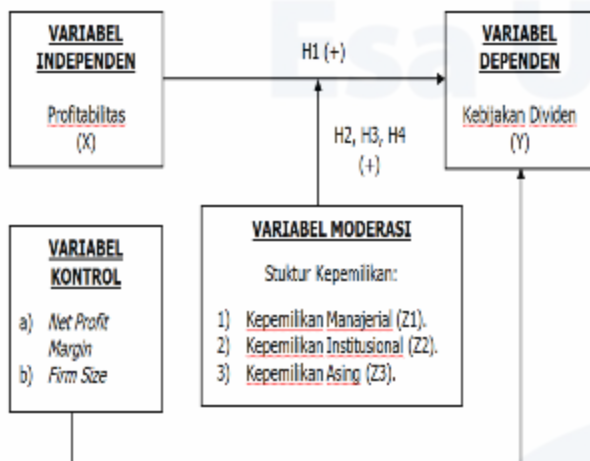 VARIABEL
INDEPENDEN
Profitabilitas
(X)
H1 (+)
VARIABEL
DEPENDEN
Kebijakan Dividen
(Y)
H2, H3, H4
(+)
VARIABEL
KONTROL
a) Net Profit
Margin
b) Firm Size
VARIABEL MODERASI
Stuktur Kepemilikan:
1) Kepemilikan Manajerial (Z1).
2) Kepemilikan Institusional (Z2).
3) Kepemilikan Asing (Z3).
Esa U